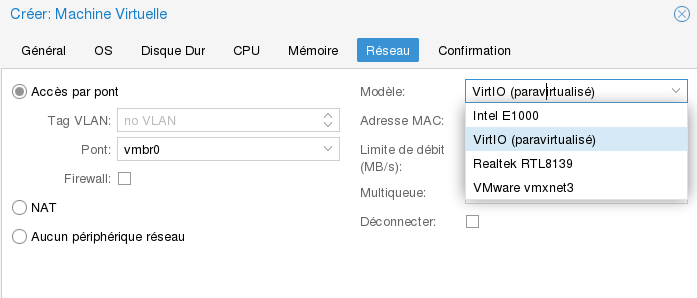 Créer: Machine Virtuelle
Général OS Disque Dur CPU Mémoire Réseau Confirmation
Accès par pont
Tag VLAN: no VLAN
Pont: vmbr0
Firewall:
NAT
Aucun périphérique réseau
Modèle: VirtIO (paravirtualisé)
Intel E1000
VirtIO (paravirtualisé)
Realtek RTL8139
VMware vmxnet3
Adresse MAC:
Limite de débit
(MB/s):
Multiqueue:
Déconnecter: